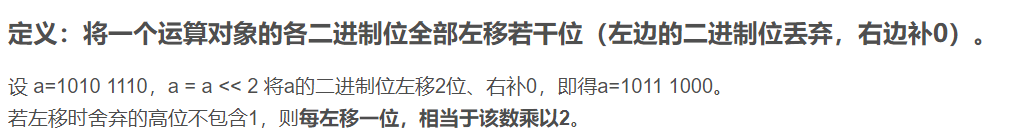 定义：将一个运算对象的各二进制位全部左移若干位（左边的二进制位丢弃，右边补0）。
设 a=1010 1110，a = a << 2 将a的二进制位左移2位、右补0，即得a=1011 1000。
若左移时舍弃的高位不包含1，则每左移一位，相当于该数乘以2。